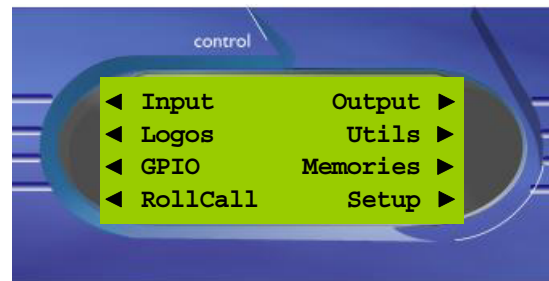 control
◄ Input Output ►
◄ Logos Utils ►
◄ GPIO Memories ►
◄ RollCall Setup ►